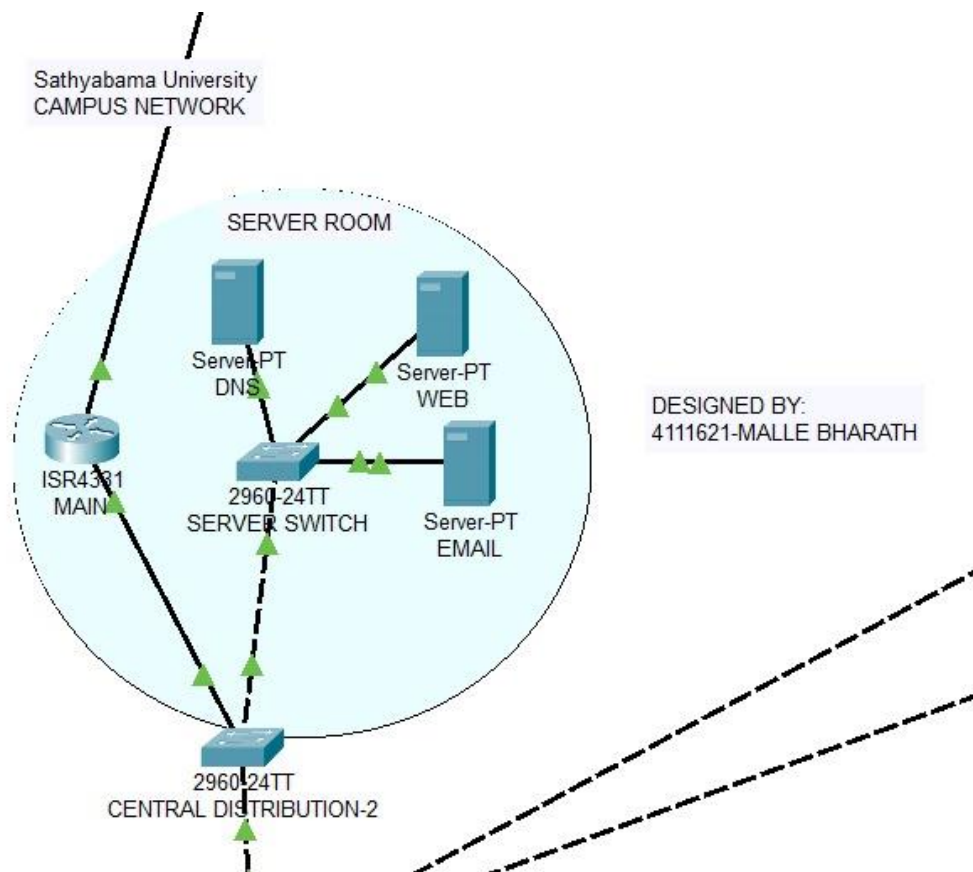 Sathyabama University
CAMPUS NETWORK
SERVER ROOM
Server-PT
DNS
Server-PT
WEB
DESIGNED BY:
4111621-MALLE BHARATH
ISR4331
MAIN
2960-24TT
SERVER SWITCH
Server-PT
EMAIL
2960-24TT
CENTRAL DISTRIBUTION-2